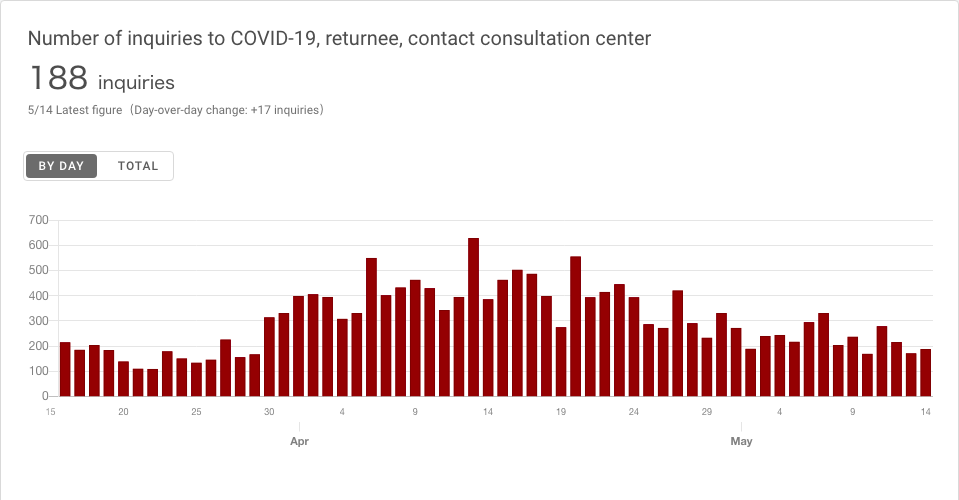 Number of inquiries to COVID-19, returnee, contact consultation center
188 inquiries
5/14 Latest figure（Day-over-day change: +17 inquiries）
BY DAY TOTAL
700
600
500
400
300
200
100
0
15 20 25 30 4 9 14 19 24 29 4 9 14
Apr May